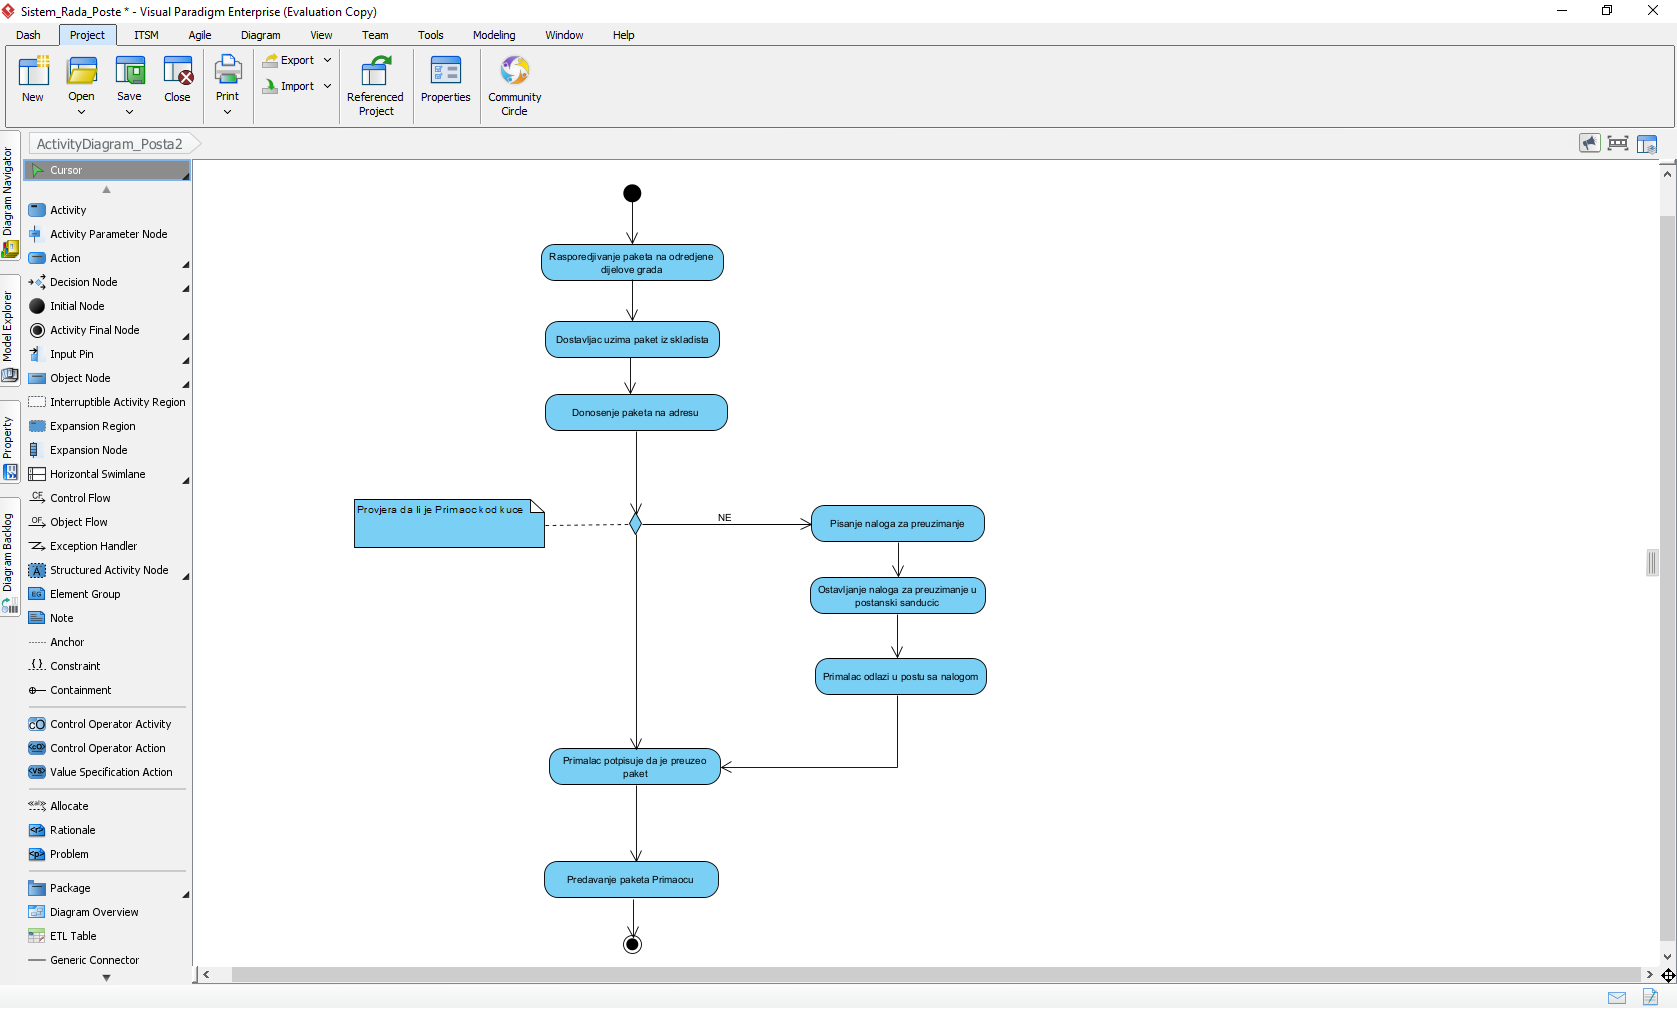 Sistem_Rada_Poste * - Visual Paradigm Enterprise (Evaluation Copy)
Dash Project ITSM Agile Diagram View Team Tools Modeling Window Help
New Open Save Close Print Export Import Referenced Project Properties Community Circle
ActivityDiagram_Posta2
Diagram Navigator
Model Explorer
Property
Diagram Backlog
Cursor
Activity
Activity Parameter Node
Action
Decision Node
Initial Node
Activity Final Node
Input Pin
Object Node
Interruptible Activity Region
Expansion Region
Expansion Node
Horizontal Swimlane
CF Control Flow
OF Object Flow
Exception Handler
A Structured Activity Node
EG Element Group
Note
Anchor
{} Constraint
Containment
cO Control Operator Activity
<cO> Control Operator Action
<vs> Value Specification Action
Allocate
<r> Rationale
<p> Problem
Package
Diagram Overview
ETL Table
Generic Connector
Rasporedjivanje paketa na odredjene
dijelove grada
Dostavljac uzima paket iz skladista
Donosenje paketa na adresu
Provjera da li je Primaoc kod kuce
NE
Pisanje naloga za preuzimanje
Ostavljanje naloga za preuzimanje u
postanski sanducic
Primalac odlazi u postu sa nalogom
Primalac potpisuje da je preuzeo
paket
Predavanje paketa Primaocu